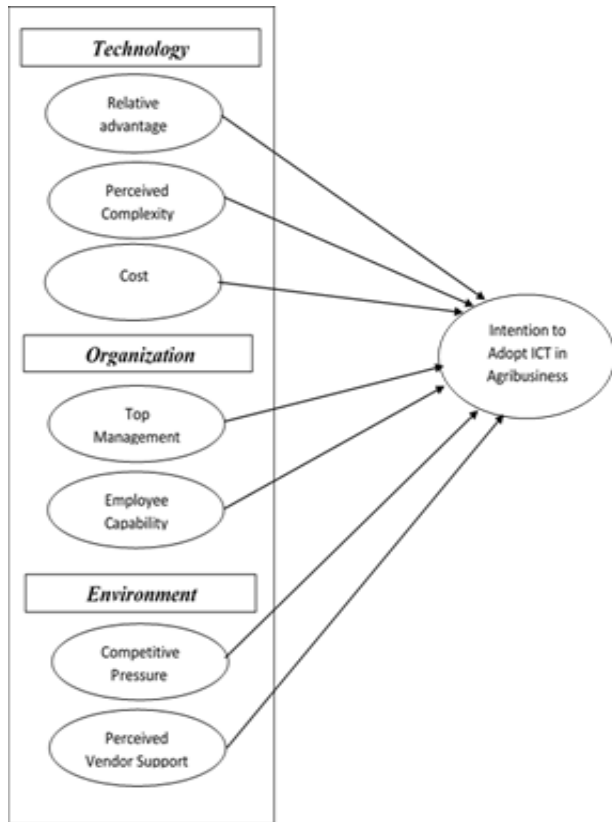 Technology
Relative
advantage
Perceived
Complexity
Cost
Organization
Top
Management
Employee
Capability
Environment
Competitive
Pressure
Perceived
Vendor Support
Intention to
Adopt ICT in
Agribusiness